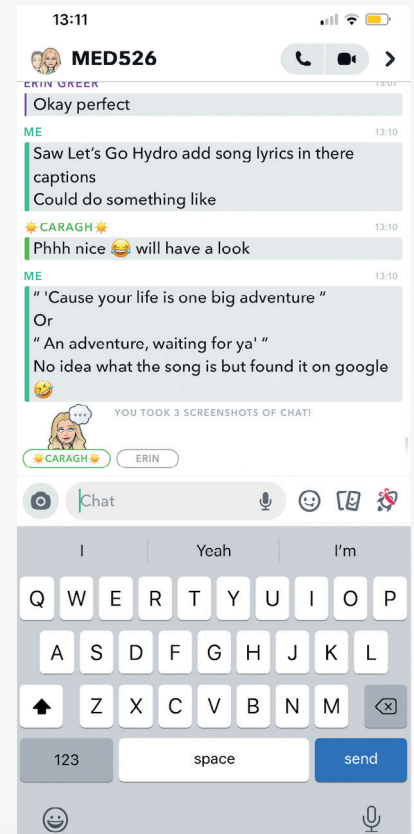 13:11
MED526
ERIN GREER 13:07
Okay perfect
ME 13:10
Saw Let's Go Hydro add song lyrics in there
captions
Could do something like
☀️CARAGH☀️ 13:10
Phhh nice 😂 will have a look
ME 13:10
" 'Cause your life is one big adventure "
Or
" An adventure, waiting for ya' "
No idea what the song is but found it on google
🤣
YOU TOOK 3 SCREENSHOTS OF CHAT!
☀️CARAGH☀️ ERIN
Chat
I Yeah I'm
Q W E R T Y U I O P
A S D F G H J K L
Z X C V B N M
123 space send